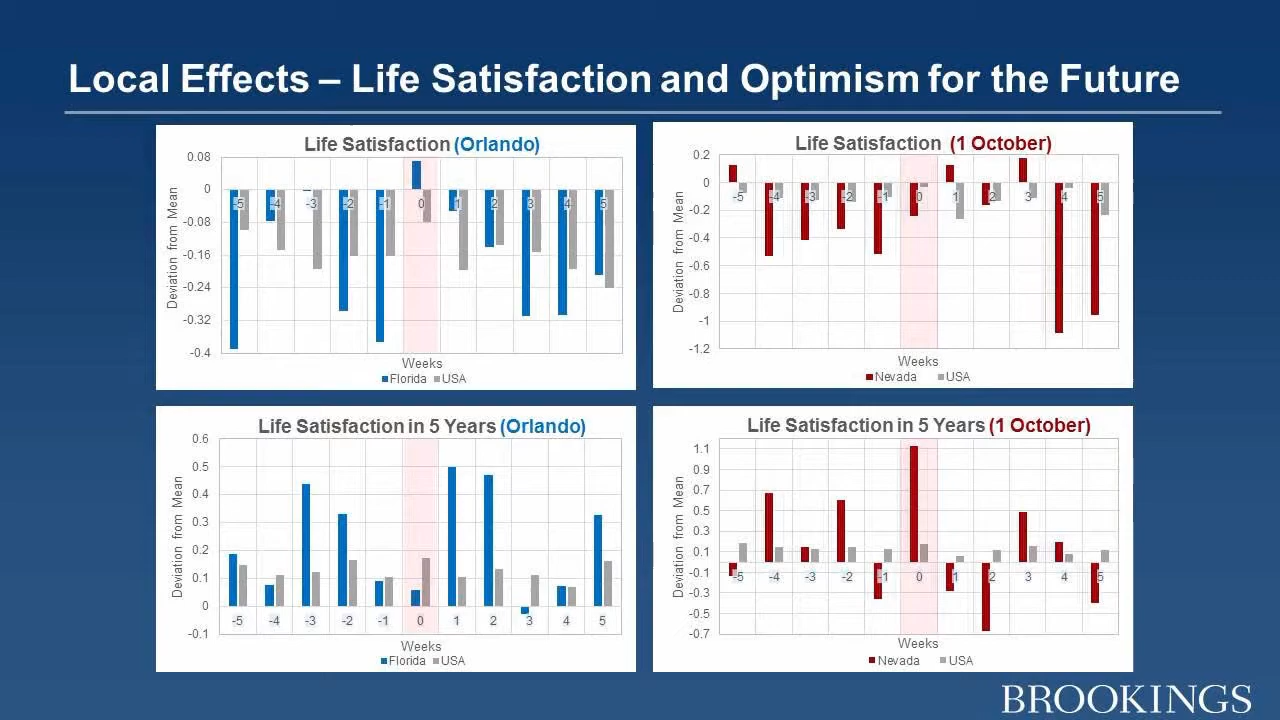 Local Effects – Life Satisfaction and Optimism for the Future
Life Satisfaction (Orlando)
0.08
0
-0.08
-0.16
-0.24
-0.32
-0.4
Deviation from Mean
-5 -4 -3 -2 -1 0 1 2 3 4 5
Weeks
Florida USA
Life Satisfaction (1 October)
0.2
0
-0.2
-0.4
-0.6
-0.8
-1
-1.2
Deviation from Mean
-5 -4 -3 -2 -1 0 1 2 3 4 5
Weeks
Nevada USA
Life Satisfaction in 5 Years (Orlando)
0.6
0.5
0.4
0.3
0.2
0.1
0
-0.1
Deviation from Mean
-5 -4 -3 -2 -1 0 1 2 3 4 5
Weeks
Florida USA
Life Satisfaction in 5 Years (1 October)
1.1
0.9
0.7
0.5
0.3
0.1
-0.1
-0.3
-0.5
-0.7
Deviation from Mean
-5 -4 -3 -2 -1 0 1 2 3 4 5
Weeks
Nevada USA
BROOKINGS